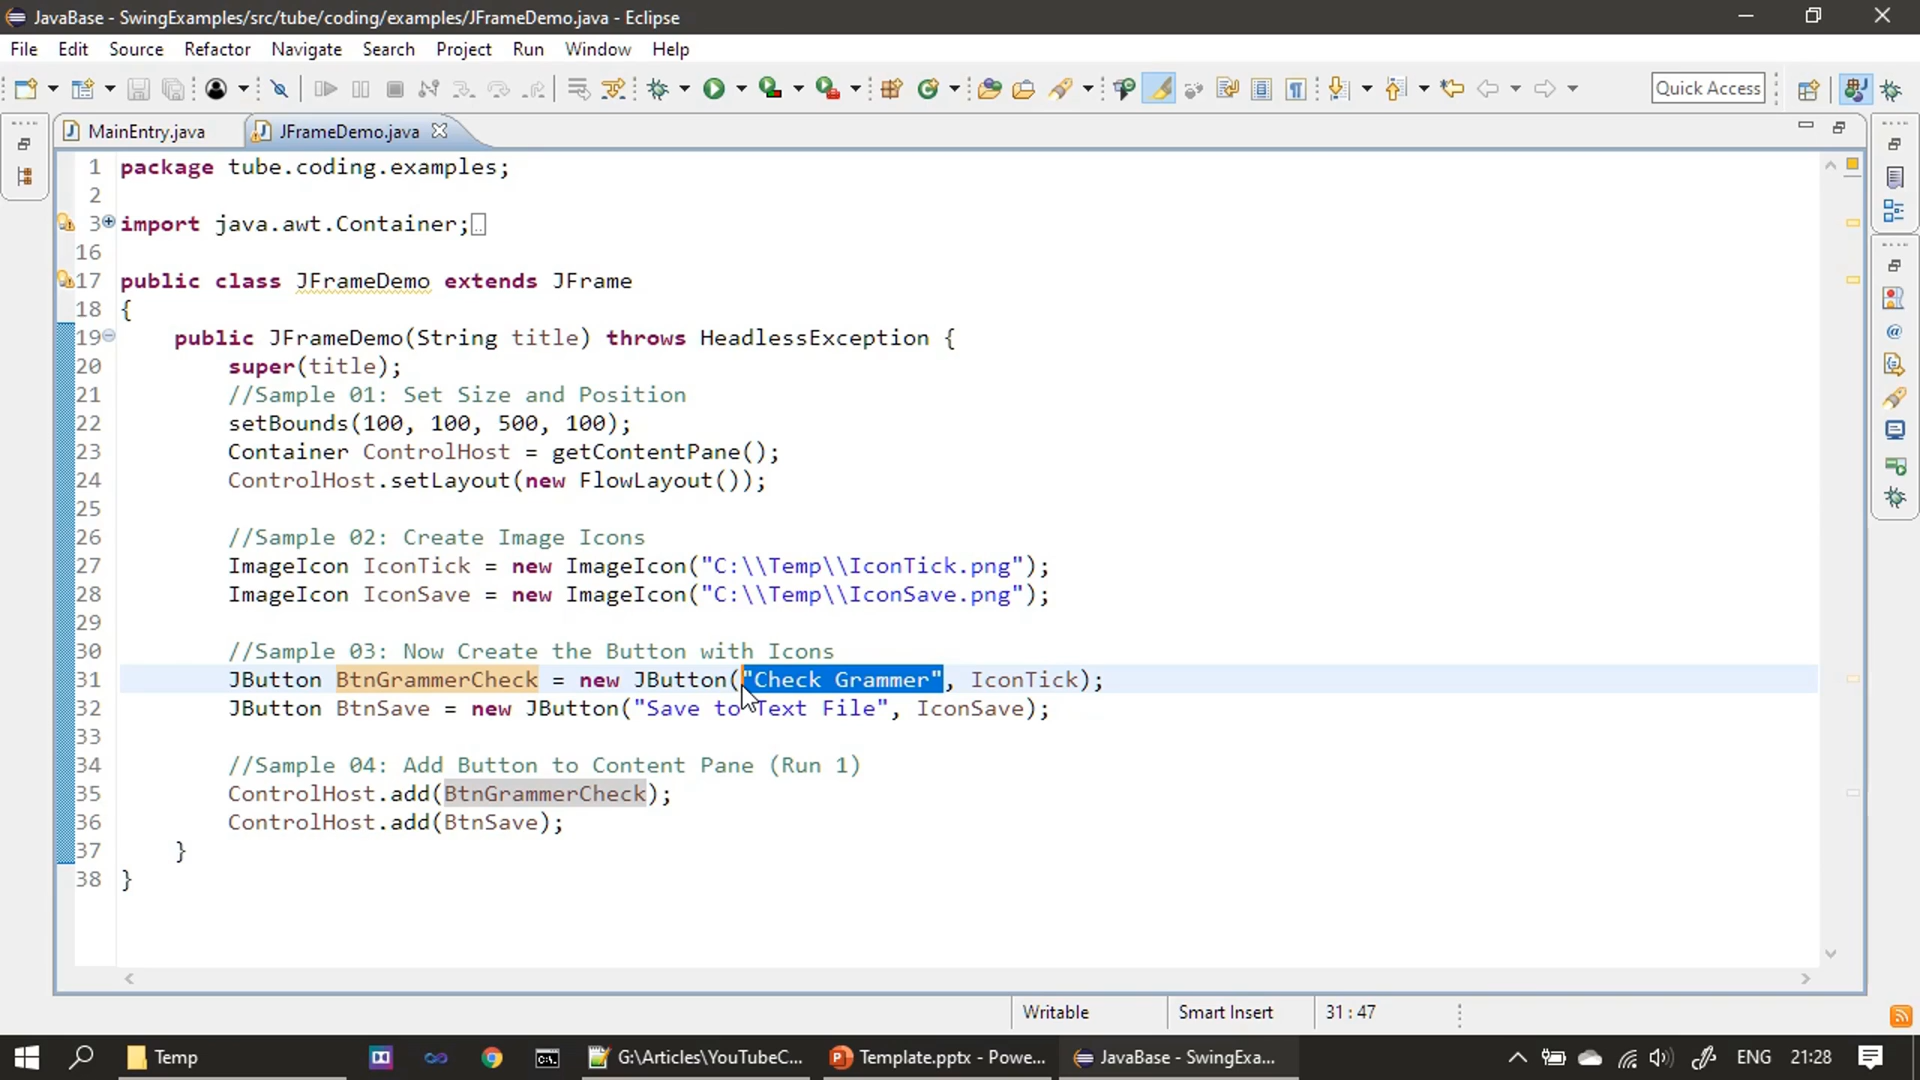 JavaBase - SwingExamples/src/tube/coding/examples/JFrameDemo.java - Eclipse
File Edit Source Refactor Navigate Search Project Run Window Help
Quick Access
MainEntry.java JFrameDemo.java
1 package tube.coding.examples;
2
3 import java.awt.Container;
16
17 public class JFrameDemo extends JFrame
18 {
19 public JFrameDemo(String title) throws HeadlessException {
20 super(title);
21 //Sample 01: Set Size and Position
22 setBounds(100, 100, 500, 100);
23 Container ControlHost = getContentPane();
24 ControlHost.setLayout(new FlowLayout());
25
26 //Sample 02: Create Image Icons
27 ImageIcon IconTick = new ImageIcon("C:\\Temp\\IconTick.png");
28 ImageIcon IconSave = new ImageIcon("C:\\Temp\\IconSave.png");
29
30 //Sample 03: Now Create the Button with Icons
31 JButton BtnGrammerCheck = new JButton("Check Grammer", IconTick);
32 JButton BtnSave = new JButton("Save to Text File", IconSave);
33
34 //Sample 04: Add Button to Content Pane (Run 1)
35 ControlHost.add(BtnGrammerCheck);
36 ControlHost.add(BtnSave);
37 }
38 }
Writable Smart Insert 31 : 47
Temp G:\Articles\YouTubeC... Template.pptx - Powe... JavaBase - SwingExa... ENG 21:28